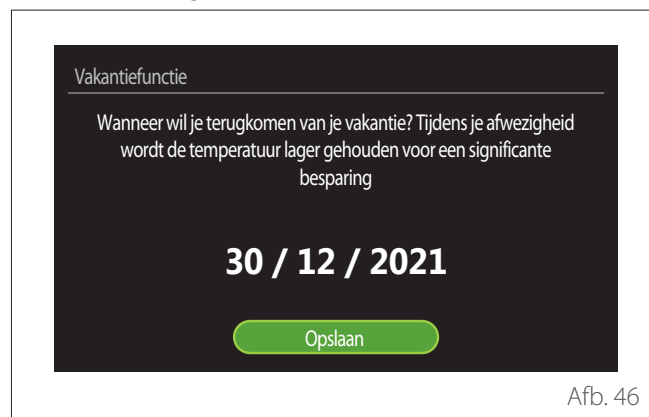 Vakantiefunctie
Wanneer wil je terugkomen van je vakantie? Tijdens je afwezigheid
wordt de temperatuur lager gehouden voor een significante
besparing
30 / 12 / 2021
Opslaan
Afb. 46